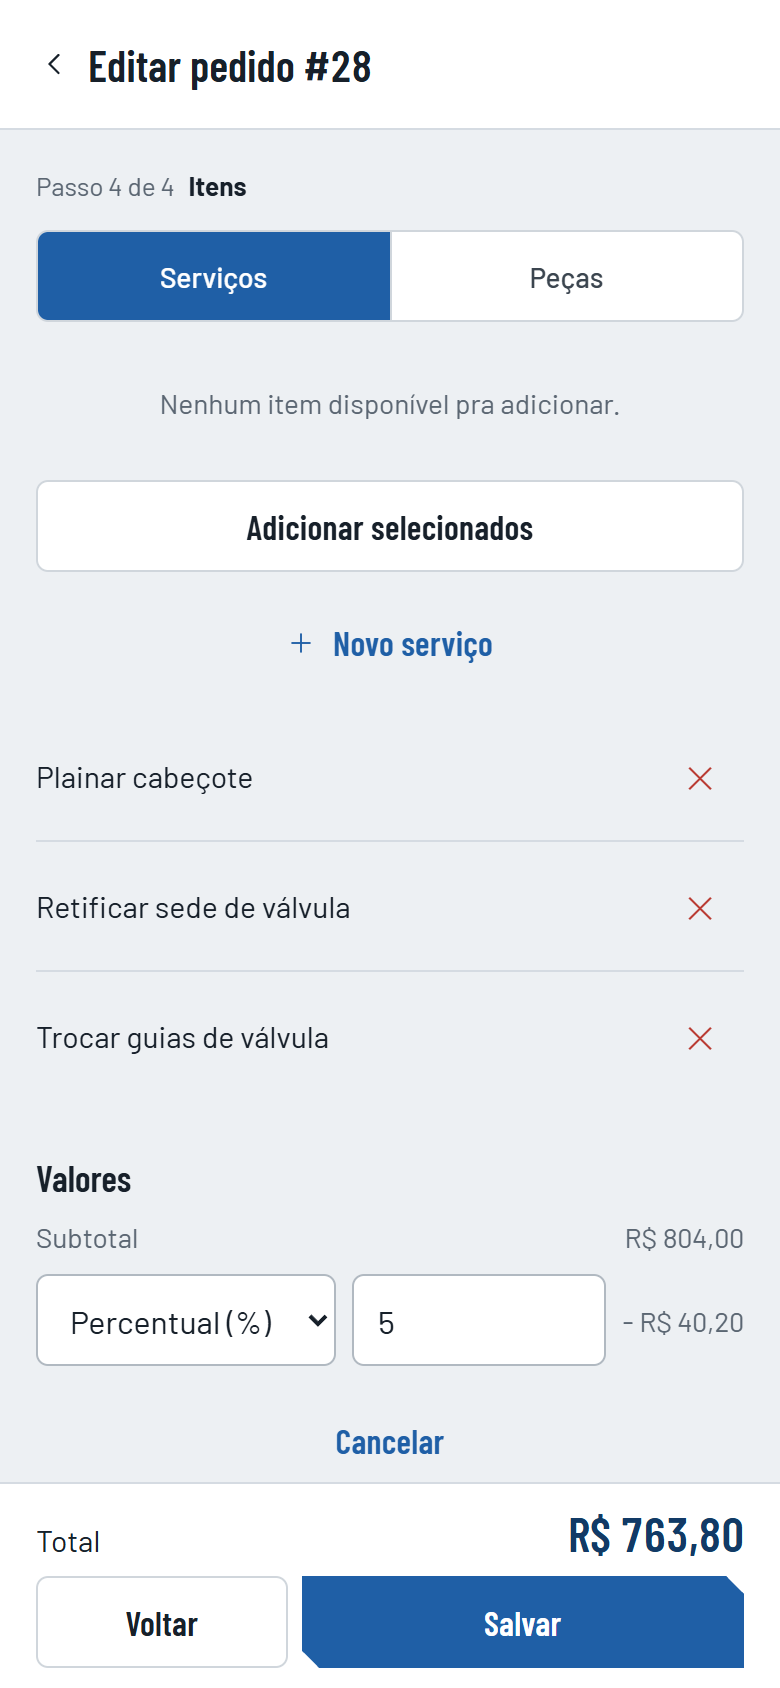 Editar pedido #28
Passo 4 de 4 Itens
Serviços Peças
Nenhum item disponível pra adicionar.
Adicionar selecionados
+ Novo serviço
Plainar cabeçote
Retificar sede de válvula
Trocar guias de válvula
Valores
Subtotal R$ 804,00
Percentual (%) 5 - R$ 40,20
Cancelar
Total R$ 763,80
Voltar Salvar